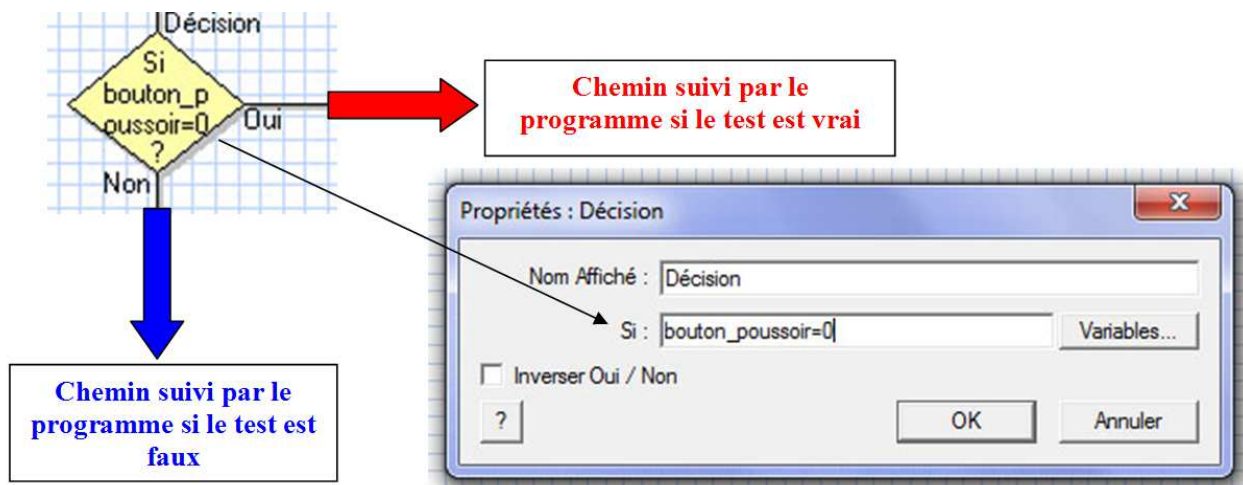 Décision
Si
bouton_p
oussoir=0
?
Oui
Non
Chemin suivi par le
programme si le test est vrai
Chemin suivi par le
programme si le test est
faux
Propriétés : Décision
Nom Affiché : Décision
Si : bouton_poussoir=0 Variables...
Inverser Oui / Non
? OK Annuler